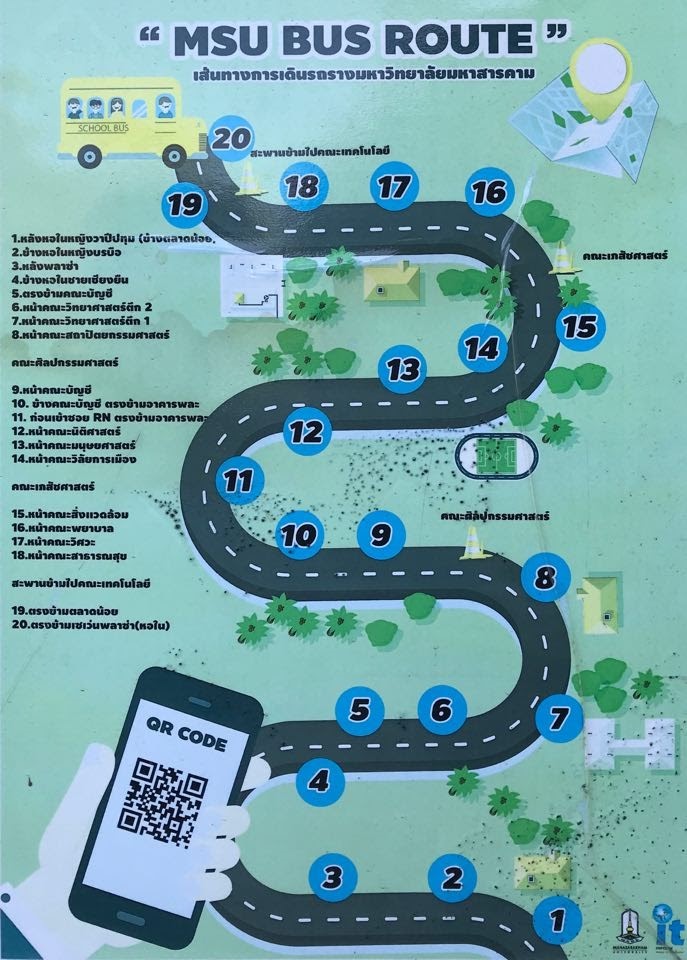 “ MSU BUS ROUTE ”
เส้นทางการเดินรถรางมหาวิทยาลัยมหาสารคาม
SCHOOL BUS
20
สะพานข้ามไปคณะเทคโนโลยี
19
18
17
16
คณะเภสัชศาสตร์
15
14
13
12
11
10
9
คณะศิลปกรรมศาสตร์
8
7
6
5
4
3
2
1
1.หลังหอในหญิงวาปีปทุม (ข้างตลาดน้อย)
2.ข้างหอในหญิงบรบือ
3.หลังพลาซ่า
4.ข้างหอในชายเชียงยืน
5.ตรงข้ามคณะบัญชี
6.หน้าคณะวิทยาศาสตร์ตึก 2
7.หน้าคณะวิทยาศาสตร์ตึก 1
8.หน้าคณะสถาปัตยกรรมศาสตร์
คณะศิลปกรรมศาสตร์
9.หน้าคณะบัญชี
10. ข้างคณะบัญชี ตรงข้ามอาคารพละ
11. ก่อนเข้าซอย RN ตรงข้ามอาคารพละ
12.หน้าคณะนิติศาสตร์
13.หน้าคณะมนุษยศาสตร์
14.หน้าคณะวิลัยการเมือง
คณะเภสัชศาสตร์
15.หน้าคณะสิ่งแวดล้อม
16.หน้าคณะพยาบาล
17.หน้าคณะวิศวะ
18.หน้าคณะสาธารณสุข
สะพานข้ามไปคณะเทคโนโลยี
19.ตรงข้ามตลาดน้อย
20.ตรงข้ามเซเว่นพลาซ่า(หอใน)
QR CODE
MAHASARAKHAM
UNIVERSITY
it